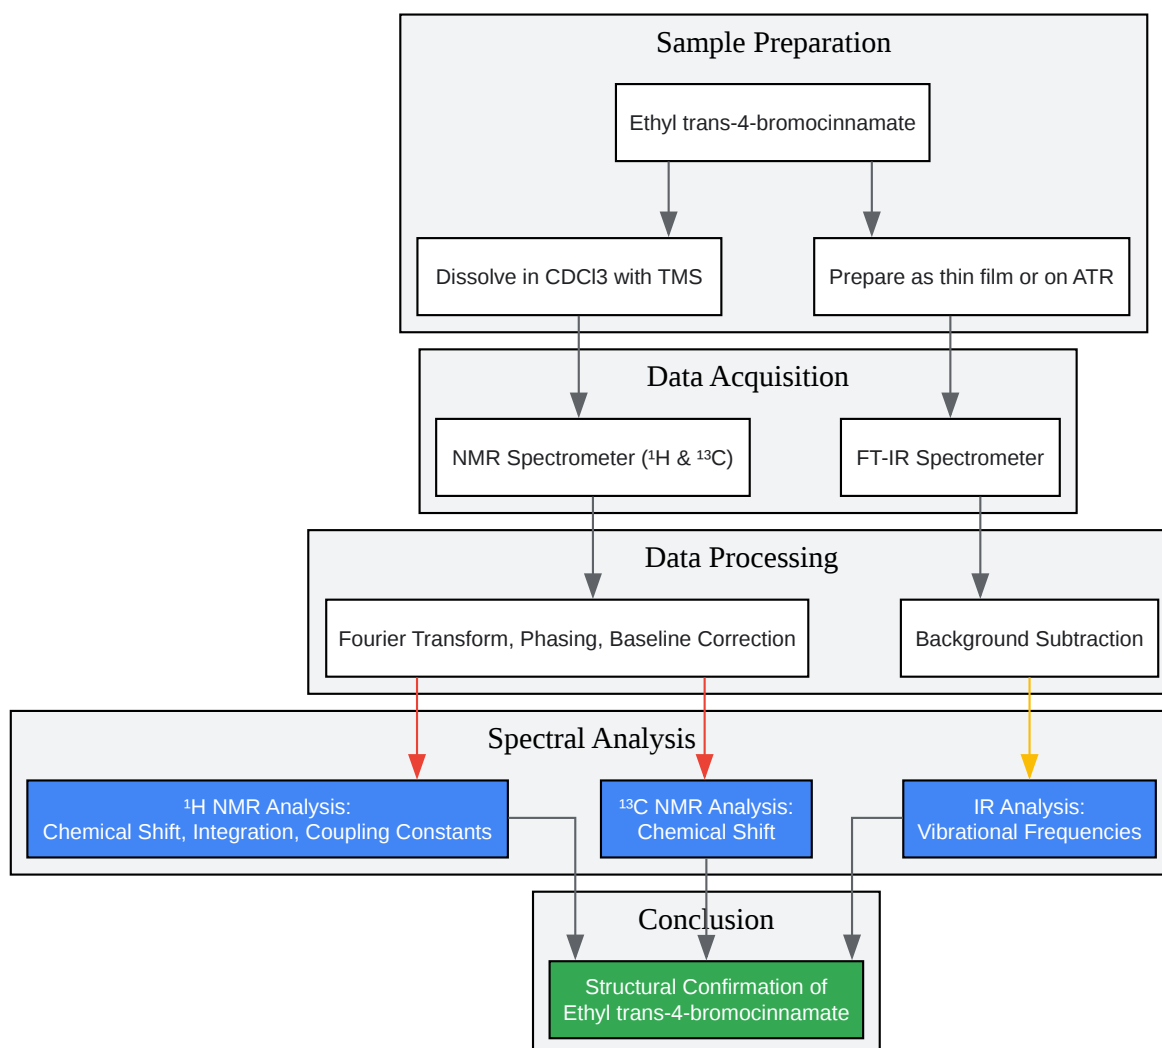 Sample Preparation
Ethyl trans-4-bromocinnamate
Dissolve in CDCl3 with TMS
Prepare as thin film or on ATR
Data Acquisition
NMR Spectrometer (¹H & ¹³C)
FT-IR Spectrometer
Data Processing
Fourier Transform, Phasing, Baseline Correction
Background Subtraction
Spectral Analysis
¹H NMR Analysis:
Chemical Shift, Integration, Coupling Constants
¹³C NMR Analysis:
Chemical Shift
IR Analysis:
Vibrational Frequencies
Conclusion
Structural Confirmation of
Ethyl trans-4-bromocinnamate